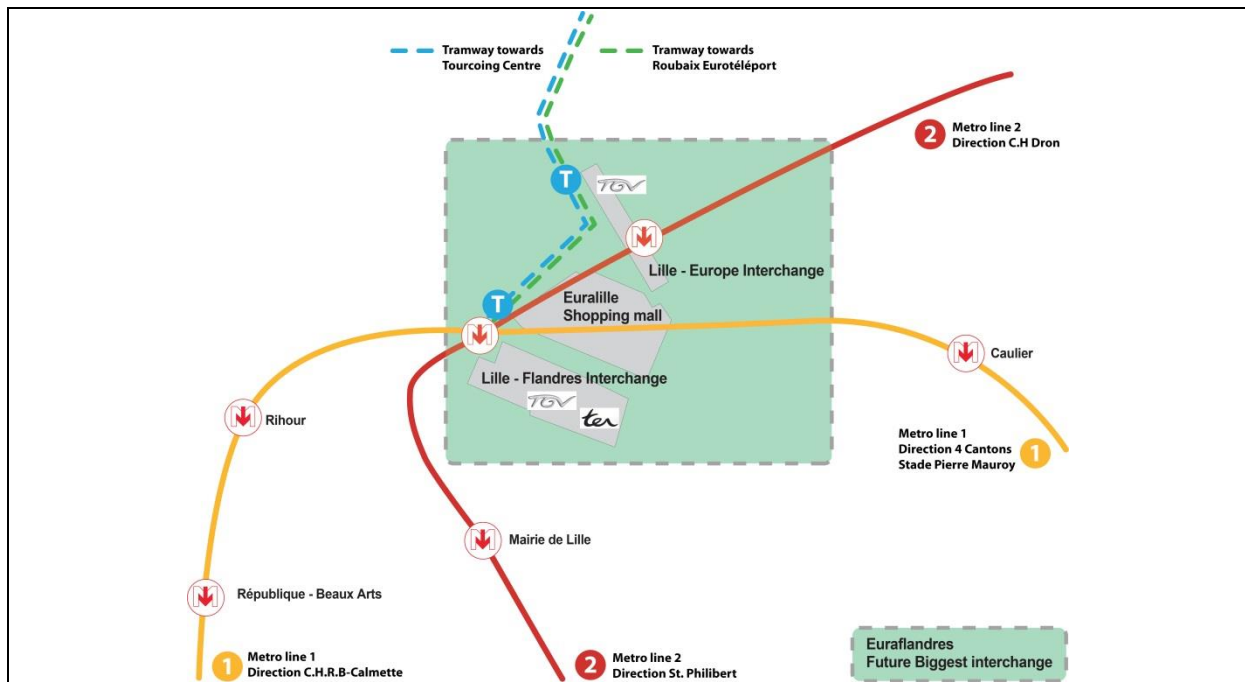 Tramway towards
Tourcoing Centre
Tramway towards
Roubaix Eurotéléport
2
Metro line 2
Direction C.H Dron
T
TGV
M
Lille - Europe Interchange
T
Euralille
Shopping mall
M
M
Caulier
Lille - Flandres Interchange
TGV
ter
M
Rihour
Metro line 1
Direction 4 Cantons
Stade Pierre Mauroy
1
M
Mairie de Lille
M
République - Beaux Arts
Euraflandres
Future Biggest interchange
1
Metro line 1
Direction C.H.R.B-Calmette
2
Metro line 2
Direction St. Philibert